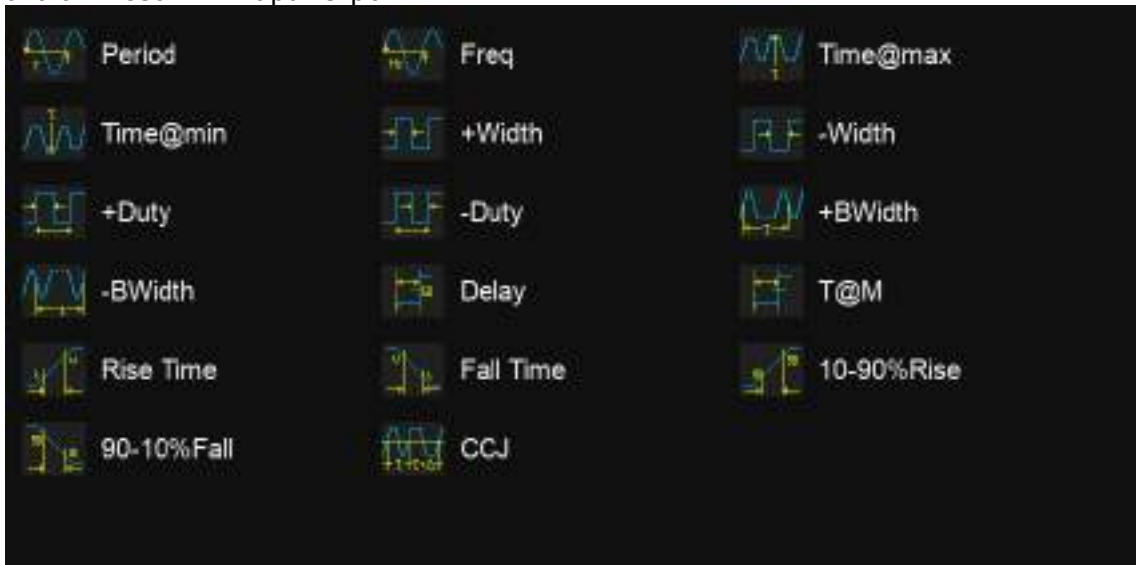 Period Freq Time@max
Time@min +Width -Width
+Duty -Duty +BWidth
-BWidth Delay T@M
Rise Time Fall Time 10-90%Rise
90-10%Fall CCJ